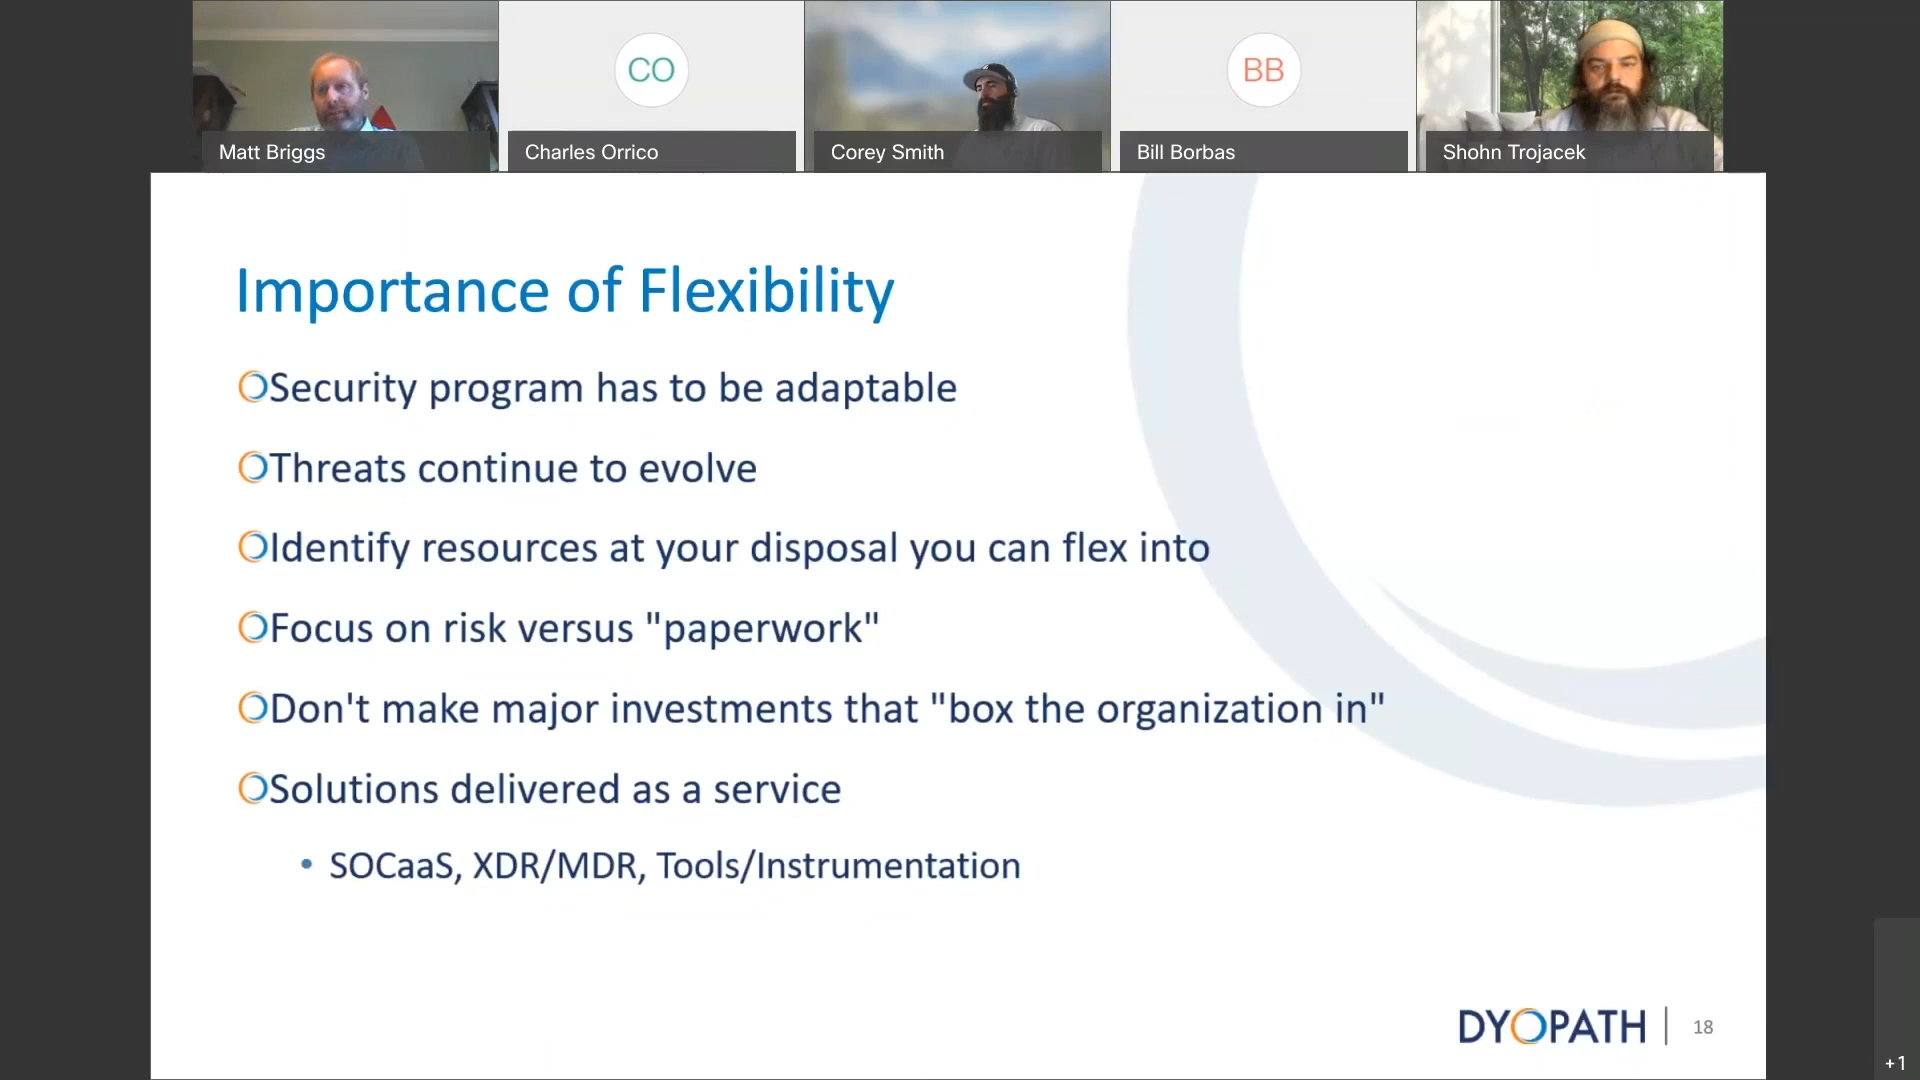 CO
BB
Matt Briggs
Charles Orrico
Corey Smith
Bill Borbas
Shohn Trojacek
Importance of Flexibility
Security program has to be adaptable
Threats continue to evolve
Identify resources at your disposal you can flex into
Focus on risk versus "paperwork"
Don't make major investments that "box the organization in"
Solutions delivered as a service
• SOCaaS, XDR/MDR, Tools/Instrumentation
DYOPATH | 18
+1